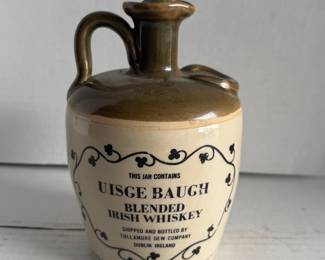 THIS JAR CONTAINS
UISGE BAUGH
BLENDED
IRISH WHISKEY
SHIPPED AND BOTTLED BY
TULLAMORE DEW COMPANY
DUBLIN IRELAND